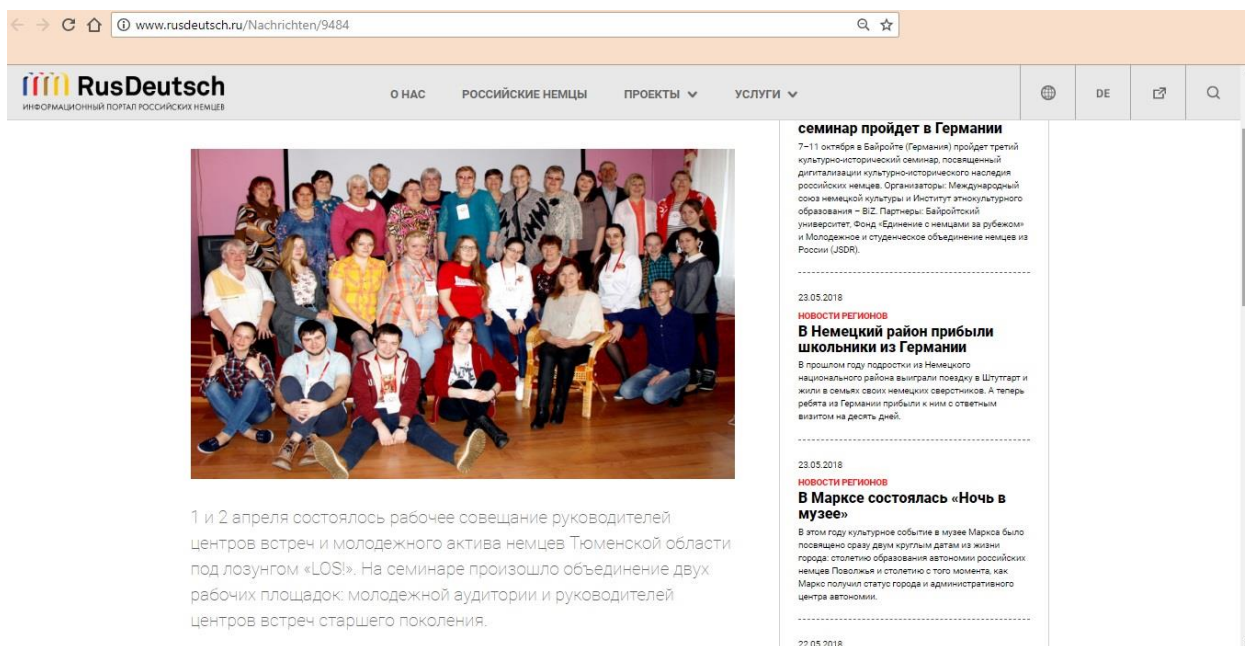 www.rusdeutsch.ru/Nachrichten/9484
RusDeutsch
ИНФОРМАЦИОННЫЙ ПОРТАЛ РОССИЙСКИХ НЕМЦЕВ
О НАС
РОССИЙСКИЕ НЕМЦЫ
ПРОЕКТЫ
УСЛУГИ
DE
1 и 2 апреля состоялось рабочее совещание руководителей
центров встреч и молодежного актива немцев Тюменской области
под лозунгом «LOS!». На семинаре произошло объединение двух
рабочих площадок: молодежной аудитории и руководителей
центров встреч старшего поколения.
семинар пройдет в Германии
7–11 октября в Байройте (Германия) пройдет третий
культурно-исторический семинар, посвященный
дигитализации культурно-исторического наследия
российских немцев. Организаторы: Международный
союз немецкой культуры и Институт этнокультурного
образования – BiZ. Партнеры: Байройтский
университет, Фонд «Единение с немцами за рубежом»
и Молодежное и студенческое объединение немцев из
России (JSDR).
23.05.2018
НОВОСТИ РЕГИОНОВ
В Немецкий район прибыли
школьники из Германии
В прошлом году подростки из Немецкого
национального района выиграли поездку в Штутгарт и
жили в семьях своих немецких сверстников. А теперь
ребята из Германии прибыли к ним с ответным
визитом на десять дней.
23.05.2018
НОВОСТИ РЕГИОНОВ
В Марксе состоялась «Ночь в
музее»
В этом году культурное событие в музее Маркса было
посвящено сразу двум круглым датам из жизни
города: столетию образования автономии российских
немцев Поволжья и столетию с того момента, как
Маркс получил статус города и административного
центра автономии.
22.05.2018